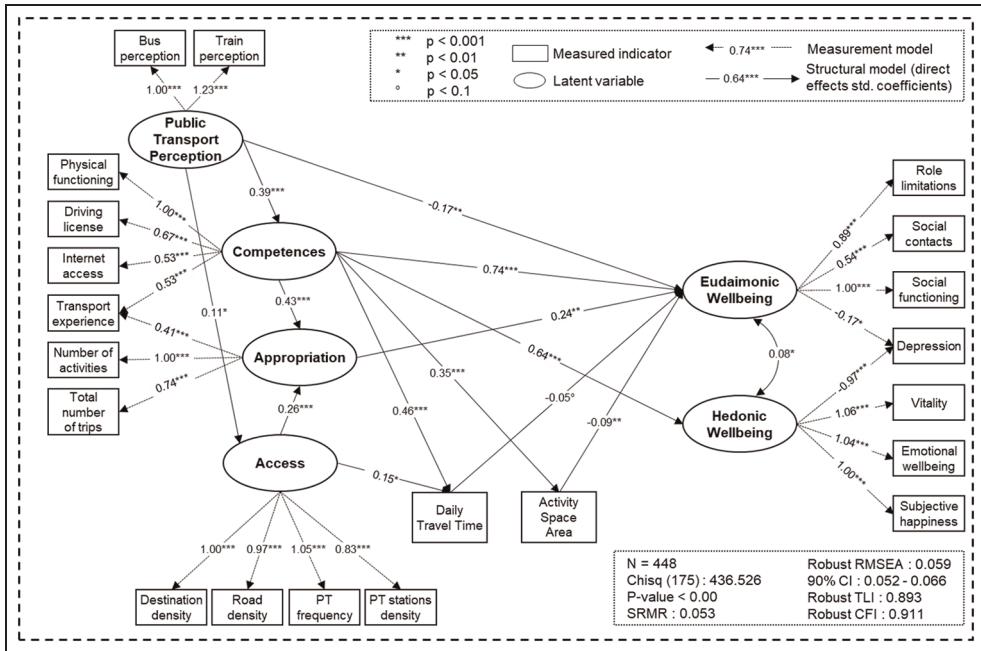 Bus
perception
Train
perception
*** p < 0.001
** p < 0.01
* p < 0.05
° p < 0.1
Measured indicator
Latent variable
0.74***
Measurement model
0.64***
Structural model (direct
effects std. coefficients)
1.00***
1.23***
Public
Transport
Perception
Physical
functioning
Driving
license
Internet
access
Transport
experience
Number of
activities
Total
number
of trips
1.00***
0.67***
0.53***
0.53***
0.41***
1.00***
0.74***
0.39***
-0.17**
Competences
0.74***
0.43***
0.11*
Appropriation
0.24**
0.64***
0.35***
0.46***
0.26***
-0.05°
-0.09**
Access
0.15*
Daily
Travel Time
Activity
Space
Area
Eudaimonic
Wellbeing
0.08*
Hedonic
Wellbeing
0.89***
0.54***
1.00***
-0.17*
-0.97***
1.06***
1.04***
1.00***
Role
limitations
Social
contacts
Social
functioning
Depression
Vitality
Emotional
wellbeing
Subjective
happiness
1.00***
0.97***
1.05***
0.83***
Destination
density
Road
density
PT
frequency
PT stations
density
N = 448
Chisq (175) : 436.526
P-value < 0.00
SRMR : 0.053
Robust RMSEA : 0.059
90% CI : 0.052 - 0.066
Robust TLI : 0.893
Robust CFI : 0.911